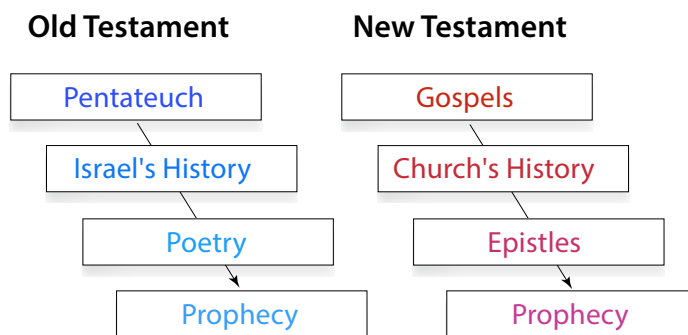 Old Testament
New Testament
Pentateuch
Gospels
Israel's History
Church's History
Poetry
Epistles
Prophecy
Prophecy